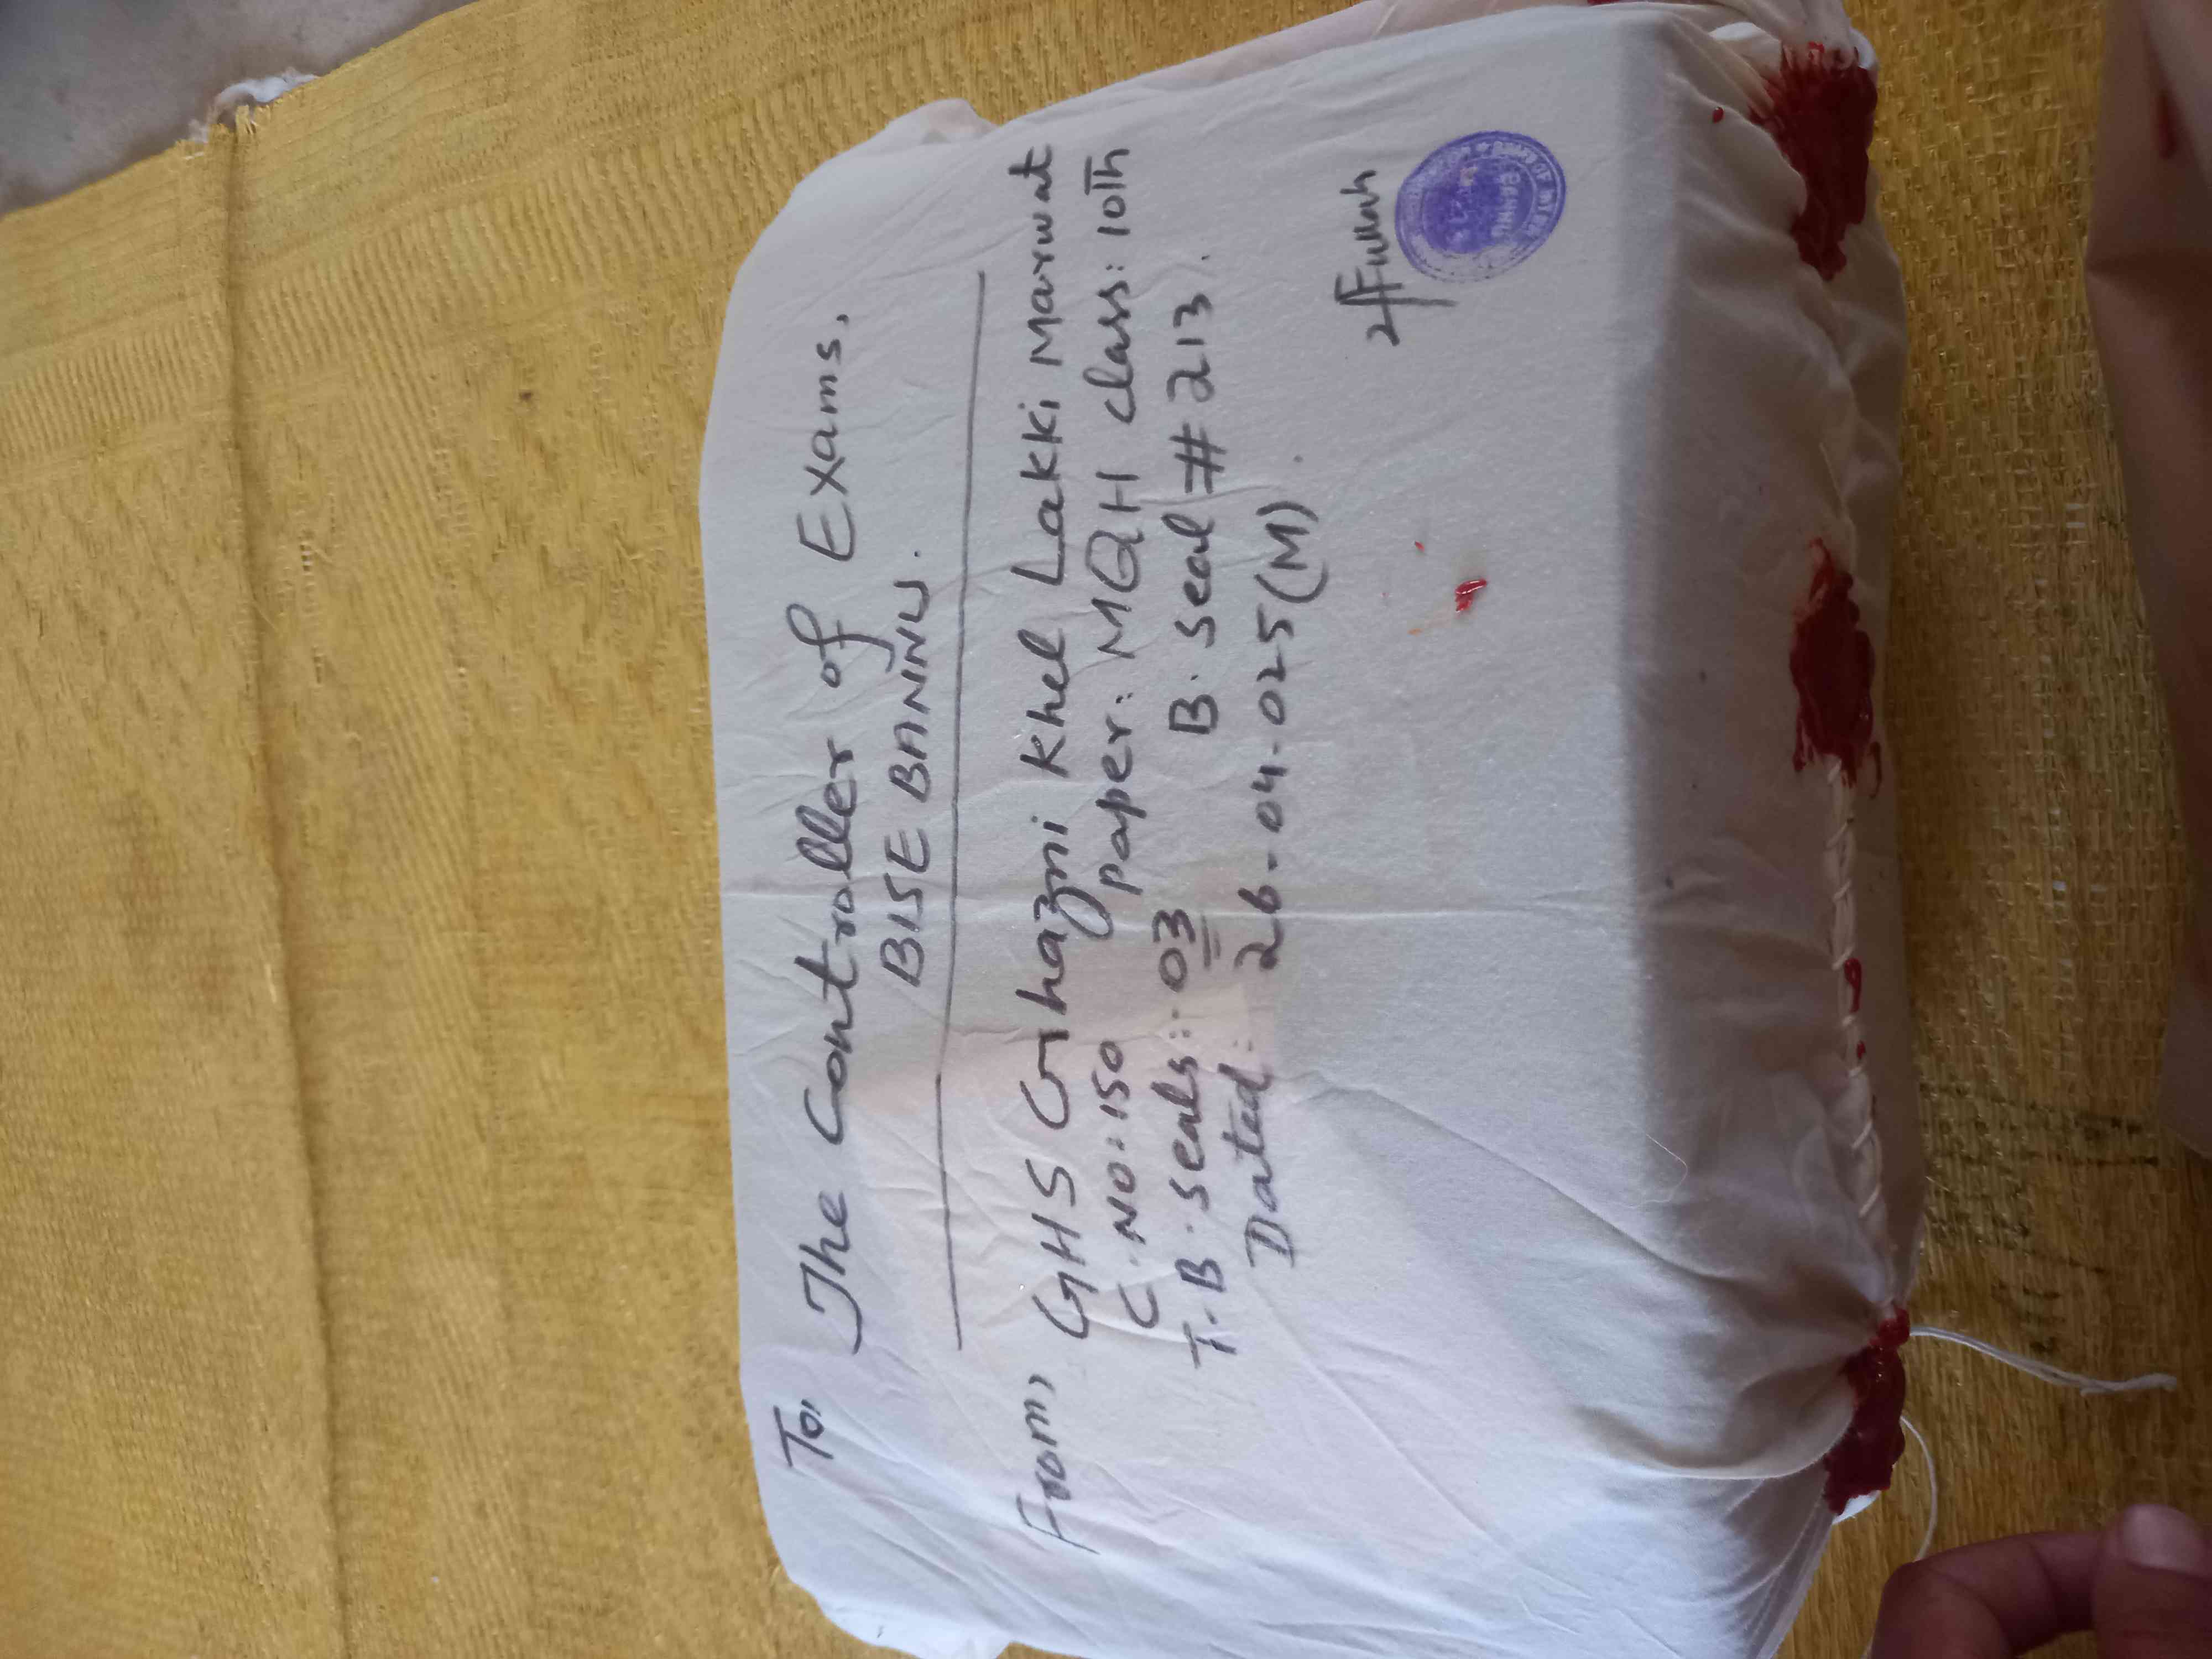 To,
The Controller of Exams,
BISE BANNU.
From, GHS Ghazni Khel Lakki Marwat
C.NO: 150 Paper: MQH class: 10Th
T.B. seals:- 03 B. seal # 213.
Dated: 26-04-025(M).